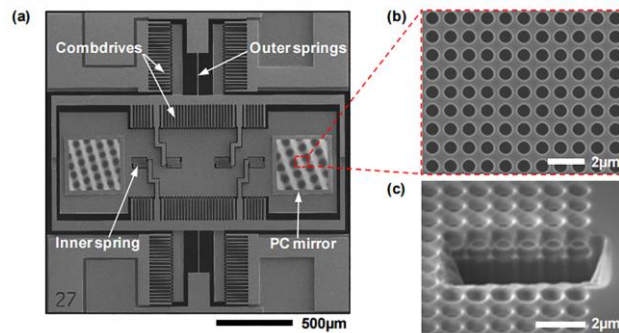 (a)
Combdrives
Outer springs
Inner spring
PC mirror
27
500μm
(b)
2μm
(c)
2μm